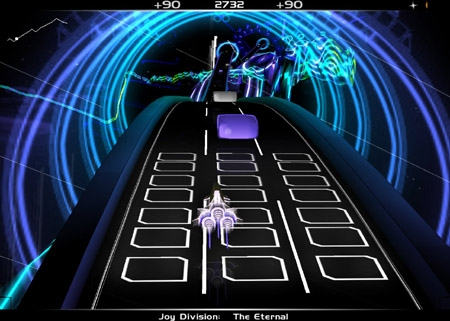 +90 2732 +90
Joy Division: The Eternal